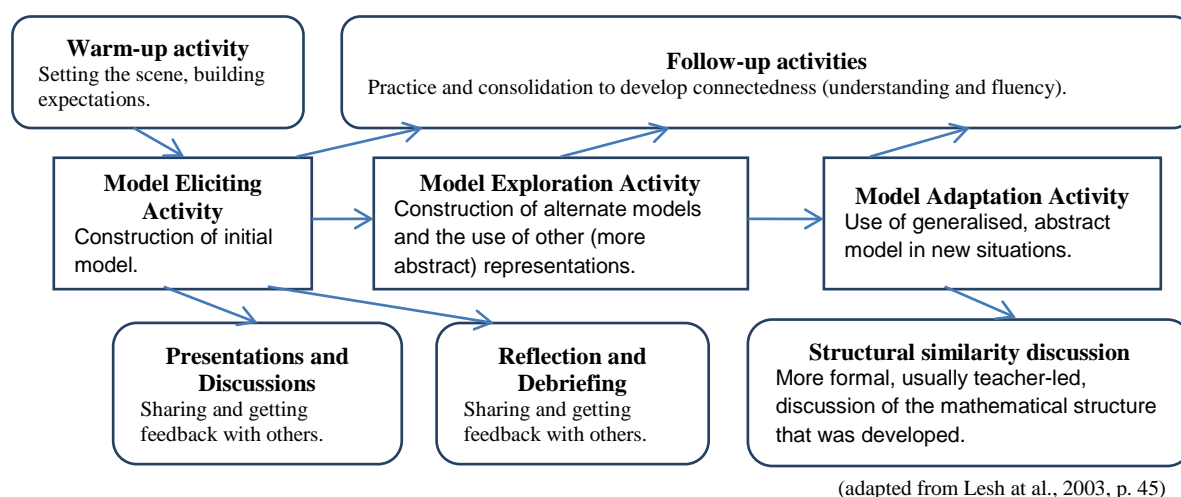 Warm-up activity
Setting the scene, building
expectations.
Follow-up activities
Practice and consolidation to develop connectedness (understanding and fluency).
Model Eliciting
Activity
Construction of initial
model.
Model Exploration Activity
Construction of alternate models
and the use of other (more
abstract) representations.
Model Adaptation Activity
Use of generalised, abstract
model in new situations.
Presentations and
Discussions
Sharing and getting
feedback with others.
Reflection and
Debriefing
Sharing and getting
feedback with others.
Structural similarity discussion
More formal, usually teacher-led,
discussion of the mathematical structure
that was developed.
(adapted from Lesh at al., 2003, p. 45)